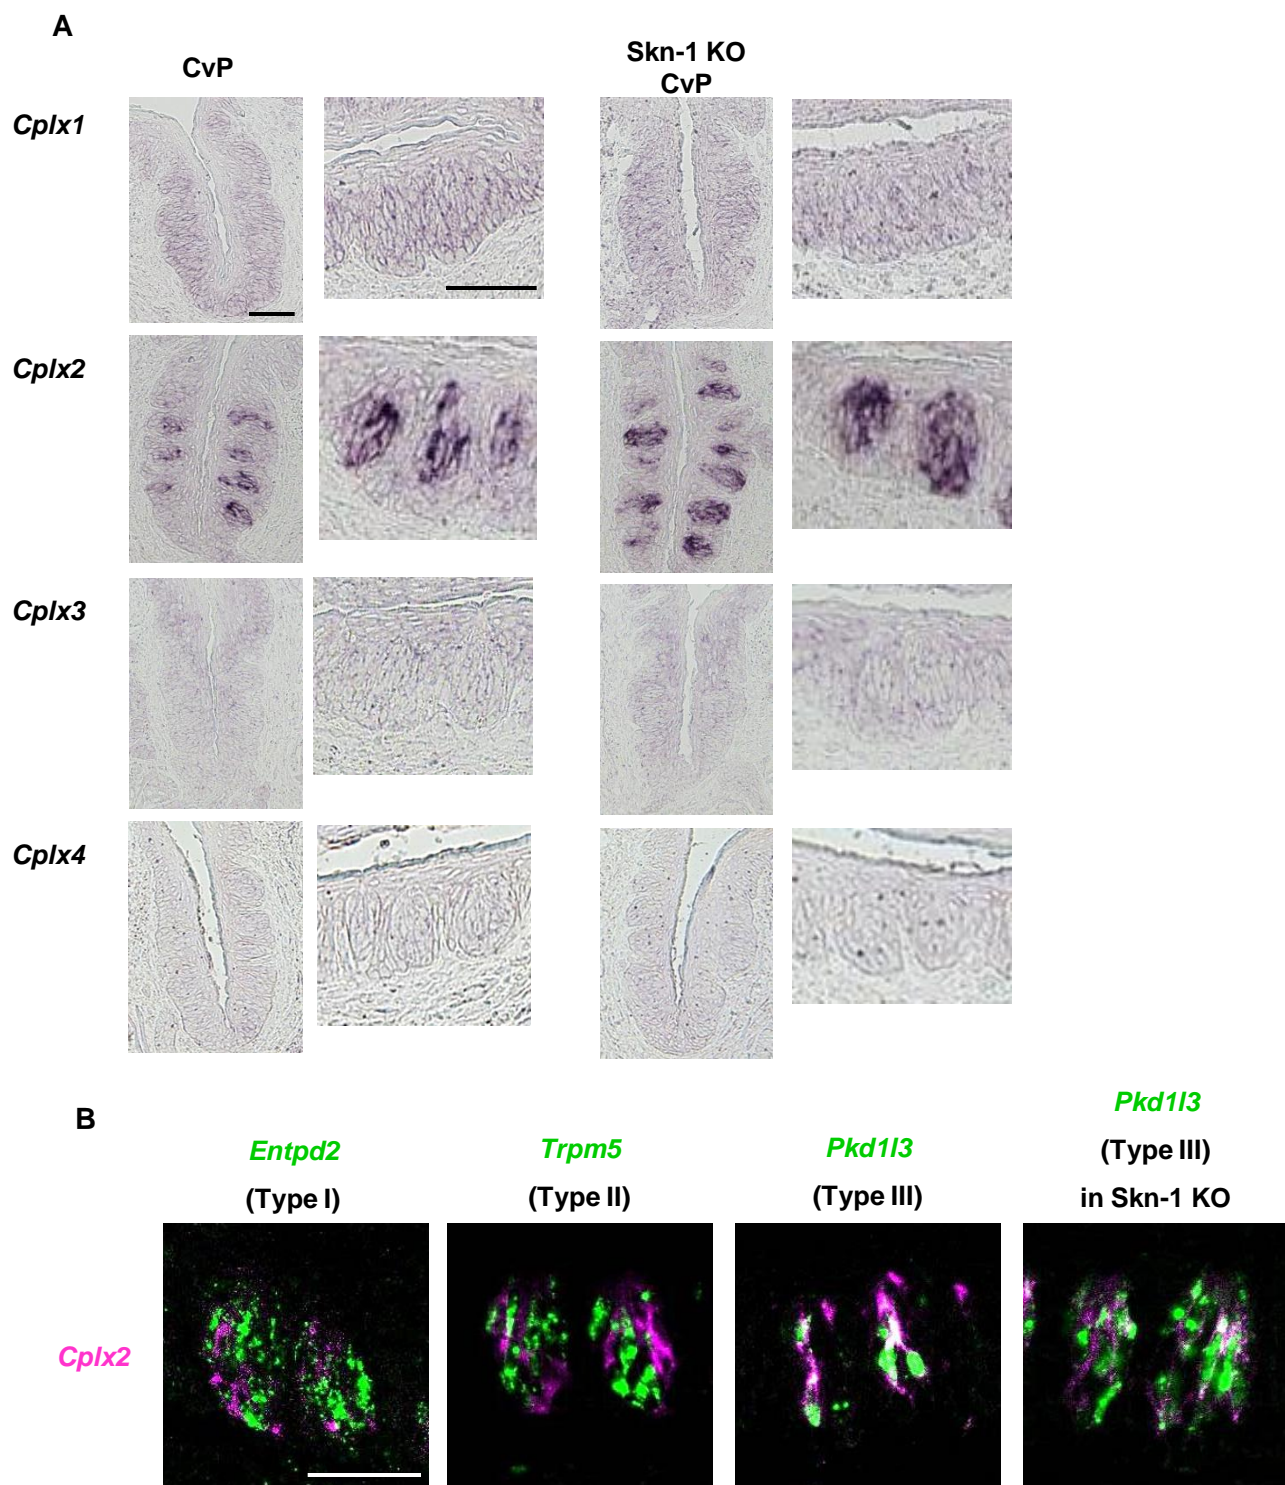 A
CvP
Skn-1 KO
CvP
Cplx1
Cplx2
Cplx3
Cplx4
B
Entpd2
(Type I)
Trpm5
(Type II)
Pkd1l3
(Type III)
Pkd1l3
(Type III)
in Skn-1 KO
Cplx2